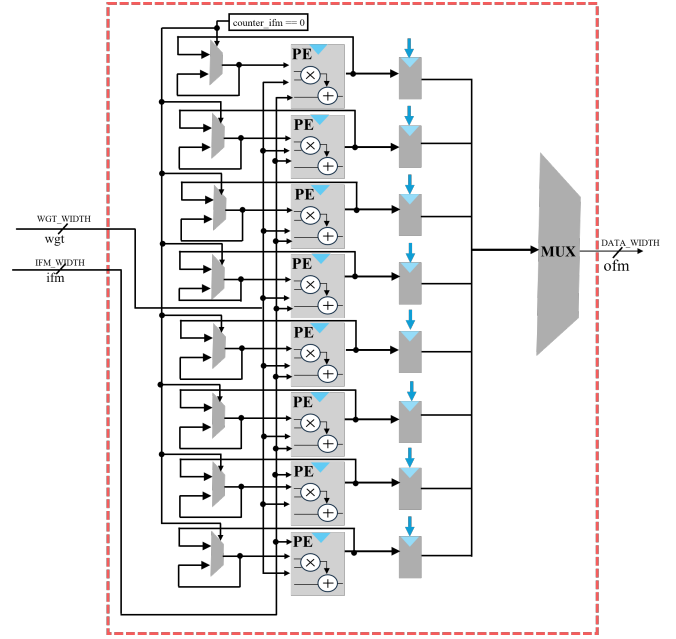 counter_ifm == 0
PE
PE
PE
WGT_WIDTH
wgt
DATA_WIDTH
MUX
ofm
IFM_WIDTH
ifm
PE
PE
PE
PE
PE